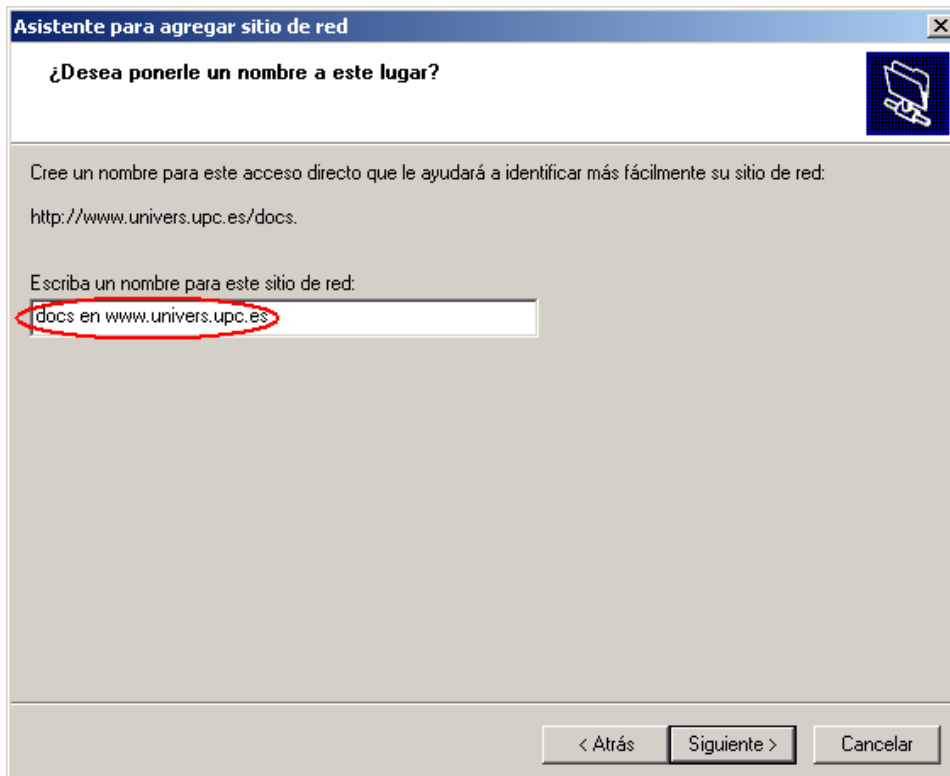 Asistente para agregar sitio de red
¿Desea ponerle un nombre a este lugar?
Cree un nombre para este acceso directo que le ayudará a identificar más fácilmente su sitio de red:
http://www.univers.upc.es/docs.
Escriba un nombre para este sitio de red:
docs en www.univers.upc.es
< Atrás
Siguiente >
Cancelar